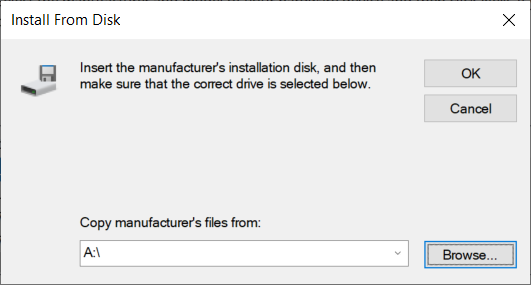 Install From Disk
Insert the manufacturer's installation disk, and then
make sure that the correct drive is selected below.
OK
Cancel
Copy manufacturer's files from:
A:\
Browse...